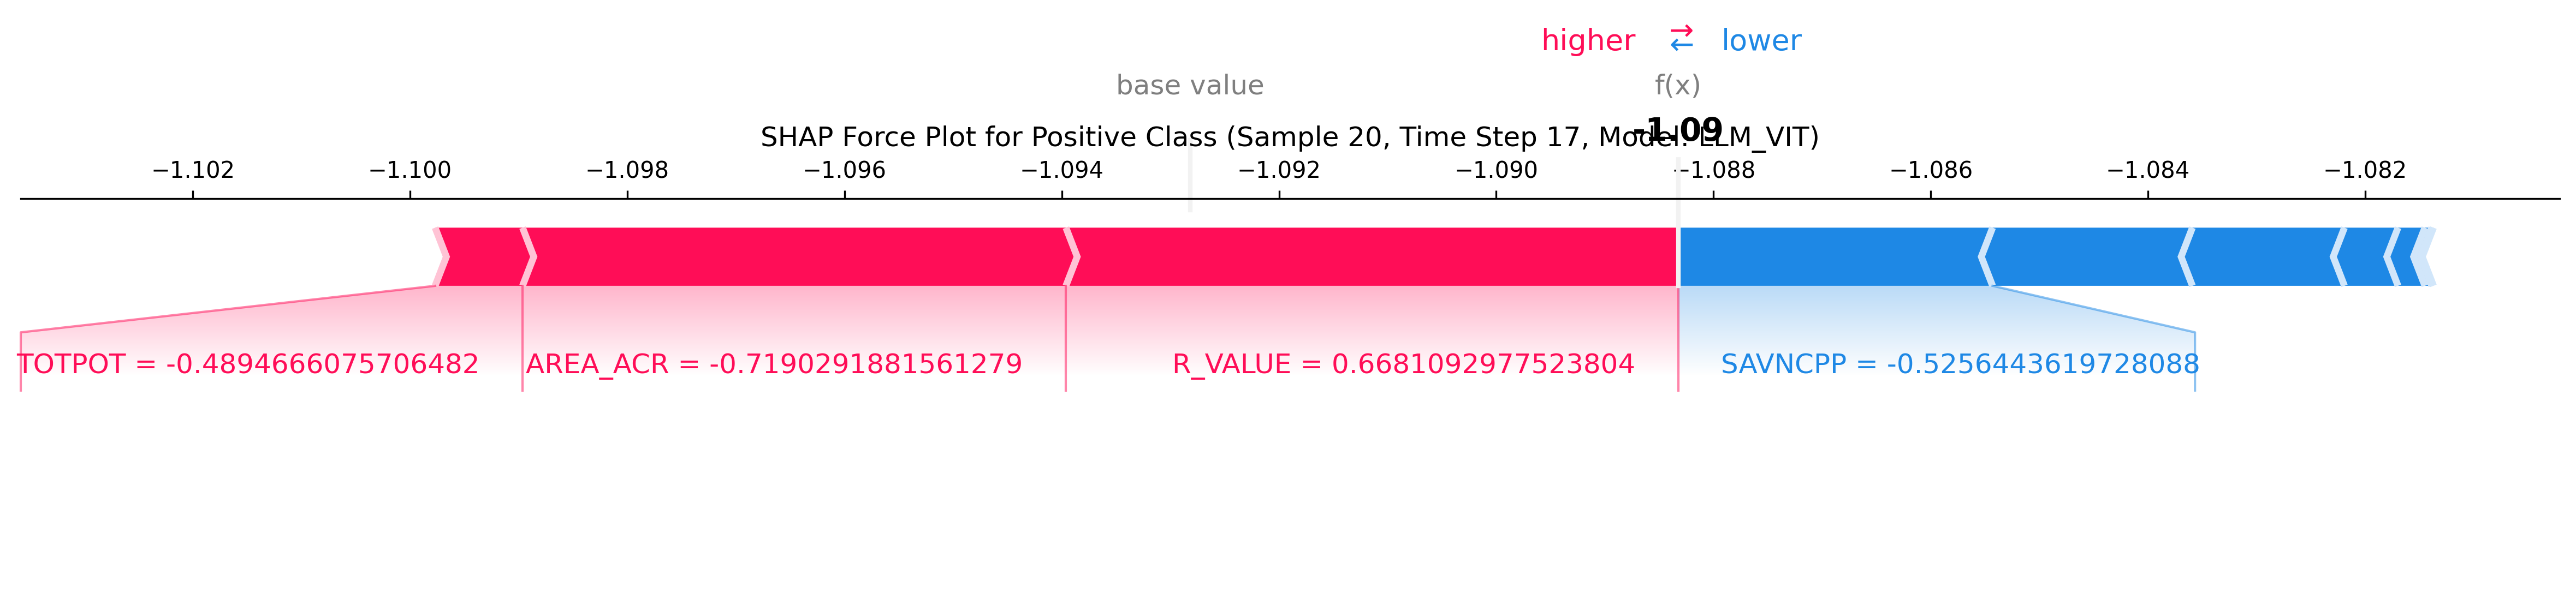 higher ⇄ lower
base value f(x)
SHAP Force Plot for Positive Class (Sample 20, Time Step 17, Model: LLM_VIT)
-1.09
−1.102 −1.100 −1.098 −1.096 −1.094 −1.092 −1.090 −1.088 −1.086 −1.084 −1.082
TOTPOT = -0.4894666075706482 AREA_ACR = -0.7190291881561279 R_VALUE = 0.6681092977523804 SAVNCPP = -0.5256443619728088